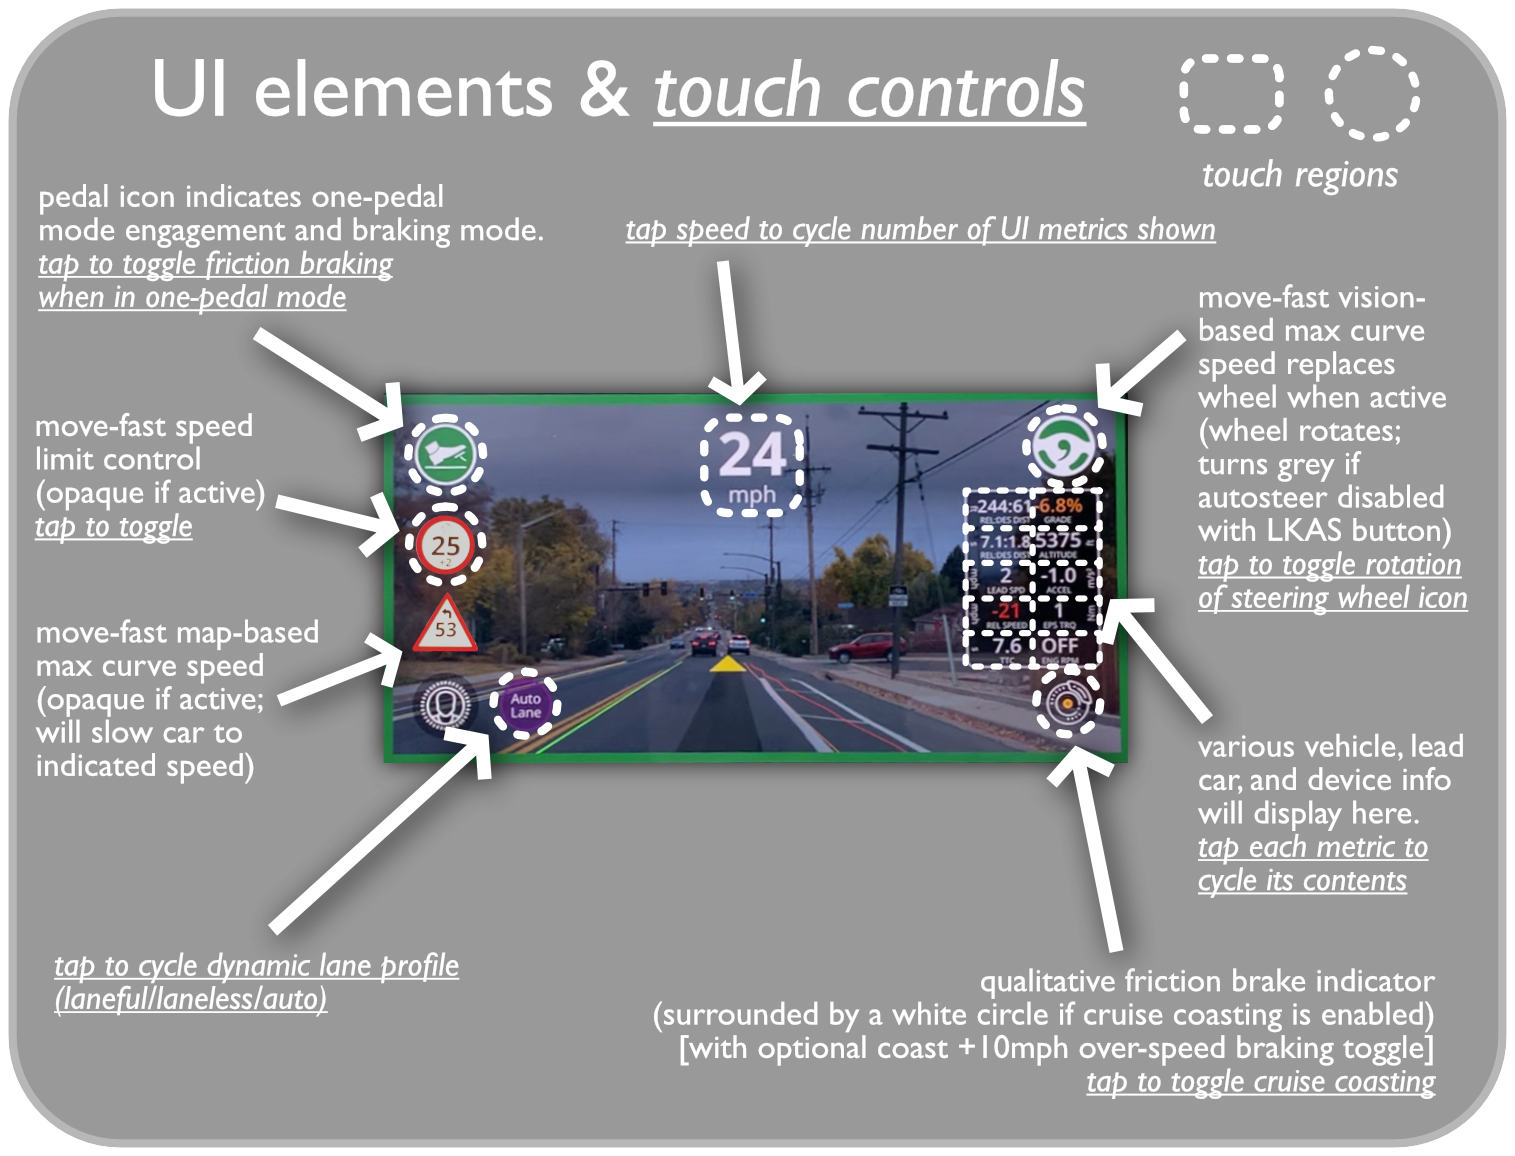 UI elements & touch controls
touch regions
pedal icon indicates one-pedal
mode engagement and braking mode.
tap to toggle friction braking
when in one-pedal mode
tap speed to cycle number of UI metrics shown
move-fast vision-
based max curve
speed replaces
wheel when active
(wheel rotates;
turns grey if
autosteer disabled
with LKAS button)
tap to toggle rotation
of steering wheel icon
move-fast speed
limit control
(opaque if active)
tap to toggle
move-fast map-based
max curve speed
(opaque if active;
will slow car to
indicated speed)
24
mph
25
+2
53
Auto
Lane
244:61
REL:DES DIST
-6.8%
GRADE
7.1:1.8
REL:DES DIST
5375
ALTITUDE
mph
2
LEAD SPD
-1.0
ACCEL
mph
-21
REL SPEED
1
EPS TRQ
Nm
7.6
TTC
OFF
ENG RPM
various vehicle, lead
car, and device info
will display here.
tap each metric to
cycle its contents
tap to cycle dynamic lane profile
(laneful/laneless/auto)
qualitative friction brake indicator
(surrounded by a white circle if cruise coasting is enabled)
[with optional coast +10mph over-speed braking toggle]
tap to toggle cruise coasting